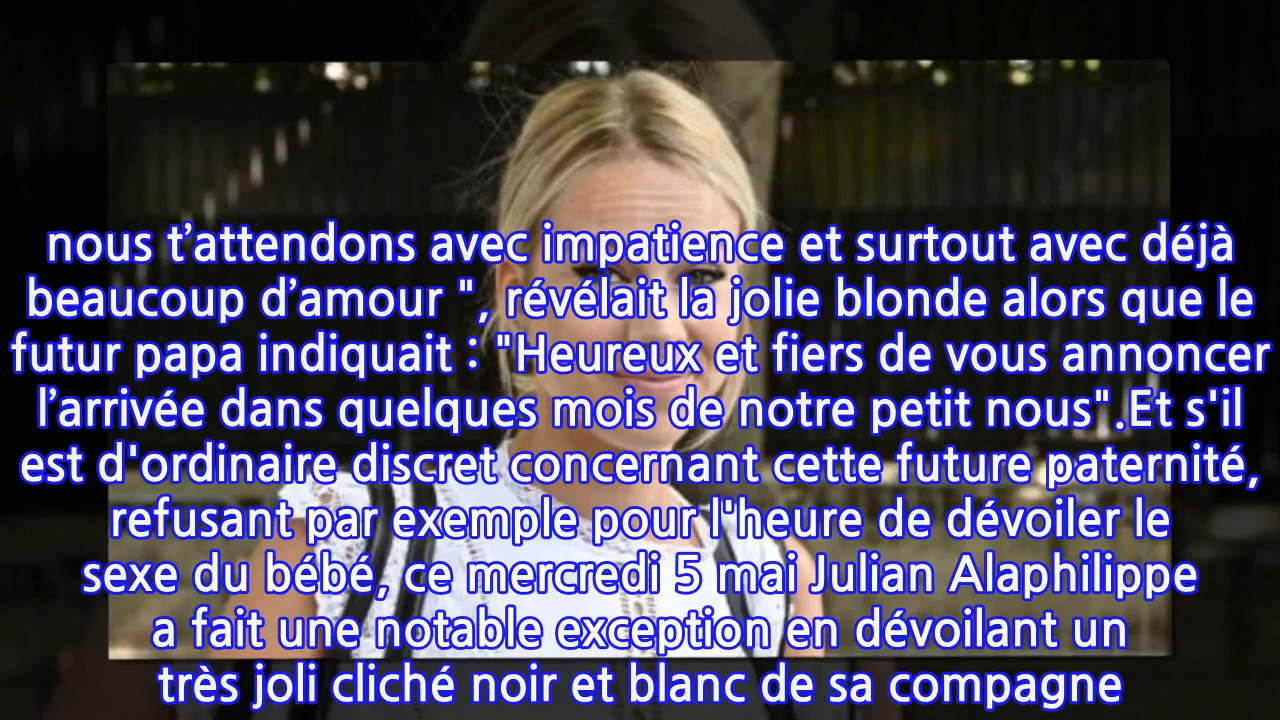 nous t’attendons avec impatience et surtout avec déjà
beaucoup d’amour ", révélait la jolie blonde alors que le
futur papa indiquait : "Heureux et fiers de vous annoncer
l’arrivée dans quelques mois de notre petit nous".Et s'il
est d'ordinaire discret concernant cette future paternité,
refusant par exemple pour l'heure de dévoiler le
sexe du bébé, ce mercredi 5 mai Julian Alaphilippe
a fait une notable exception en dévoilant un
très joli cliché noir et blanc de sa compagne